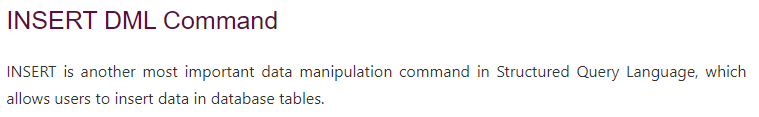 INSERT DML Command
INSERT is another most important data manipulation command in Structured Query Language, which
allows users to insert data in database tables.